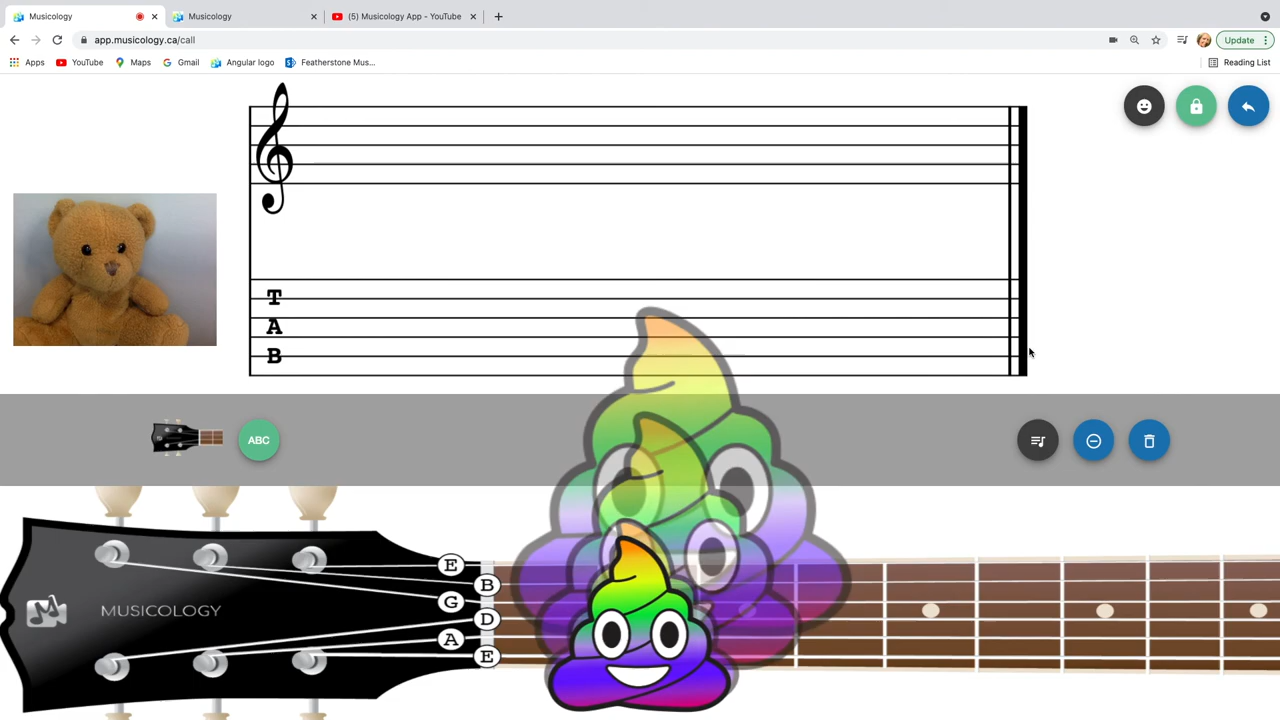 Musicology
Musicology
(5) Musicology App - YouTube
app.musicology.ca/call
Update
Apps
YouTube
Maps
Gmail
Angular logo
Featherstone Mus...
Reading List
T
A
B
ABC
E
B
G
D
A
E
MUSICOLOGY